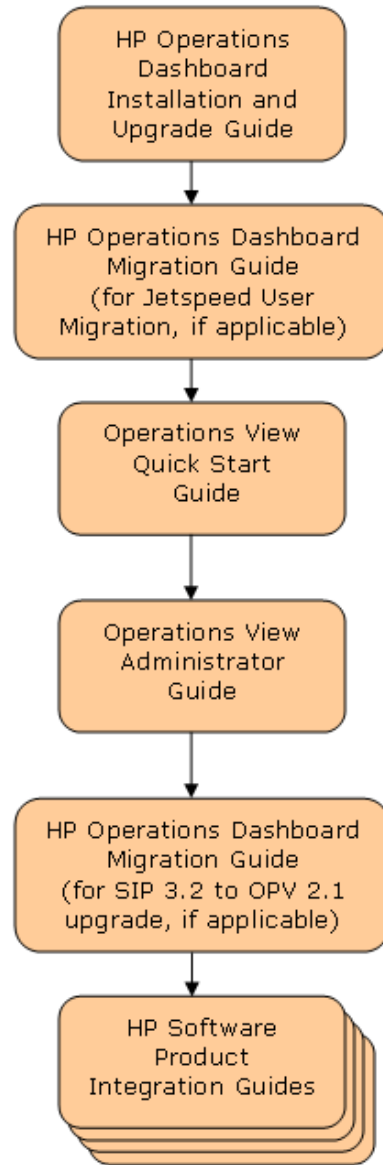 HP Operations
Dashboard
Installation and
Upgrade Guide
HP Operations Dashboard
Migration Guide
(for Jetspeed User
Migration, if applicable)
Operations View
Quick Start
Guide
Operations View
Administrator
Guide
HP Operations Dashboard
Migration Guide
(for SIP 3.2 to OPV 2.1
upgrade, if applicable)
HP Software
Product
Integration Guides